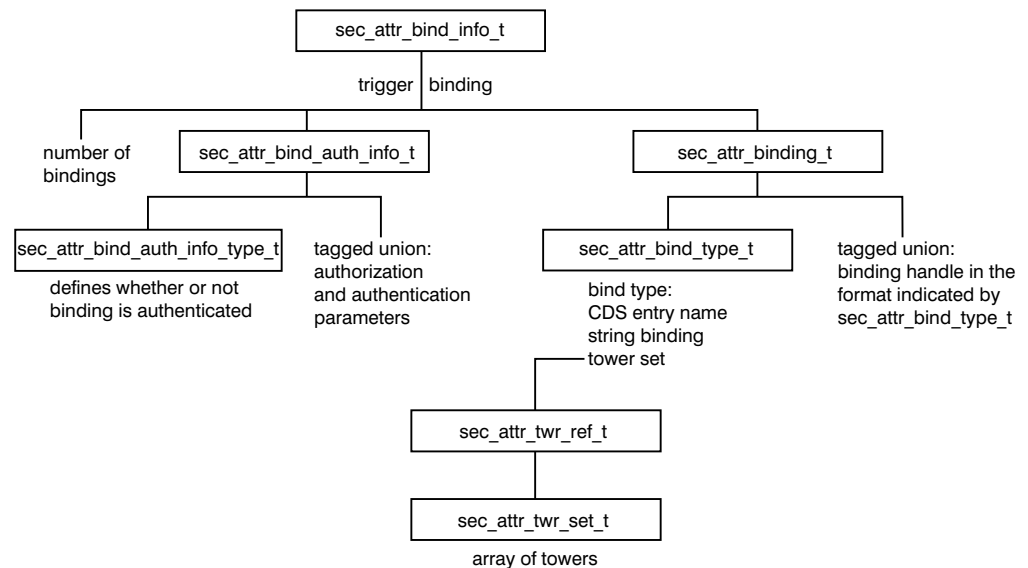 sec_attr_bind_info_t
trigger binding
number of
bindings
sec_attr_bind_auth_info_t
sec_attr_binding_t
sec_attr_bind_auth_info_type_t
defines whether or not
binding is authenticated
tagged union:
authorization
and authentication
parameters
sec_attr_bind_type_t
bind type:
CDS entry name
string binding
tower set
tagged union:
binding handle in the
format indicated by
sec_attr_bind_type_t
sec_attr_twr_ref_t
sec_attr_twr_set_t
array of towers